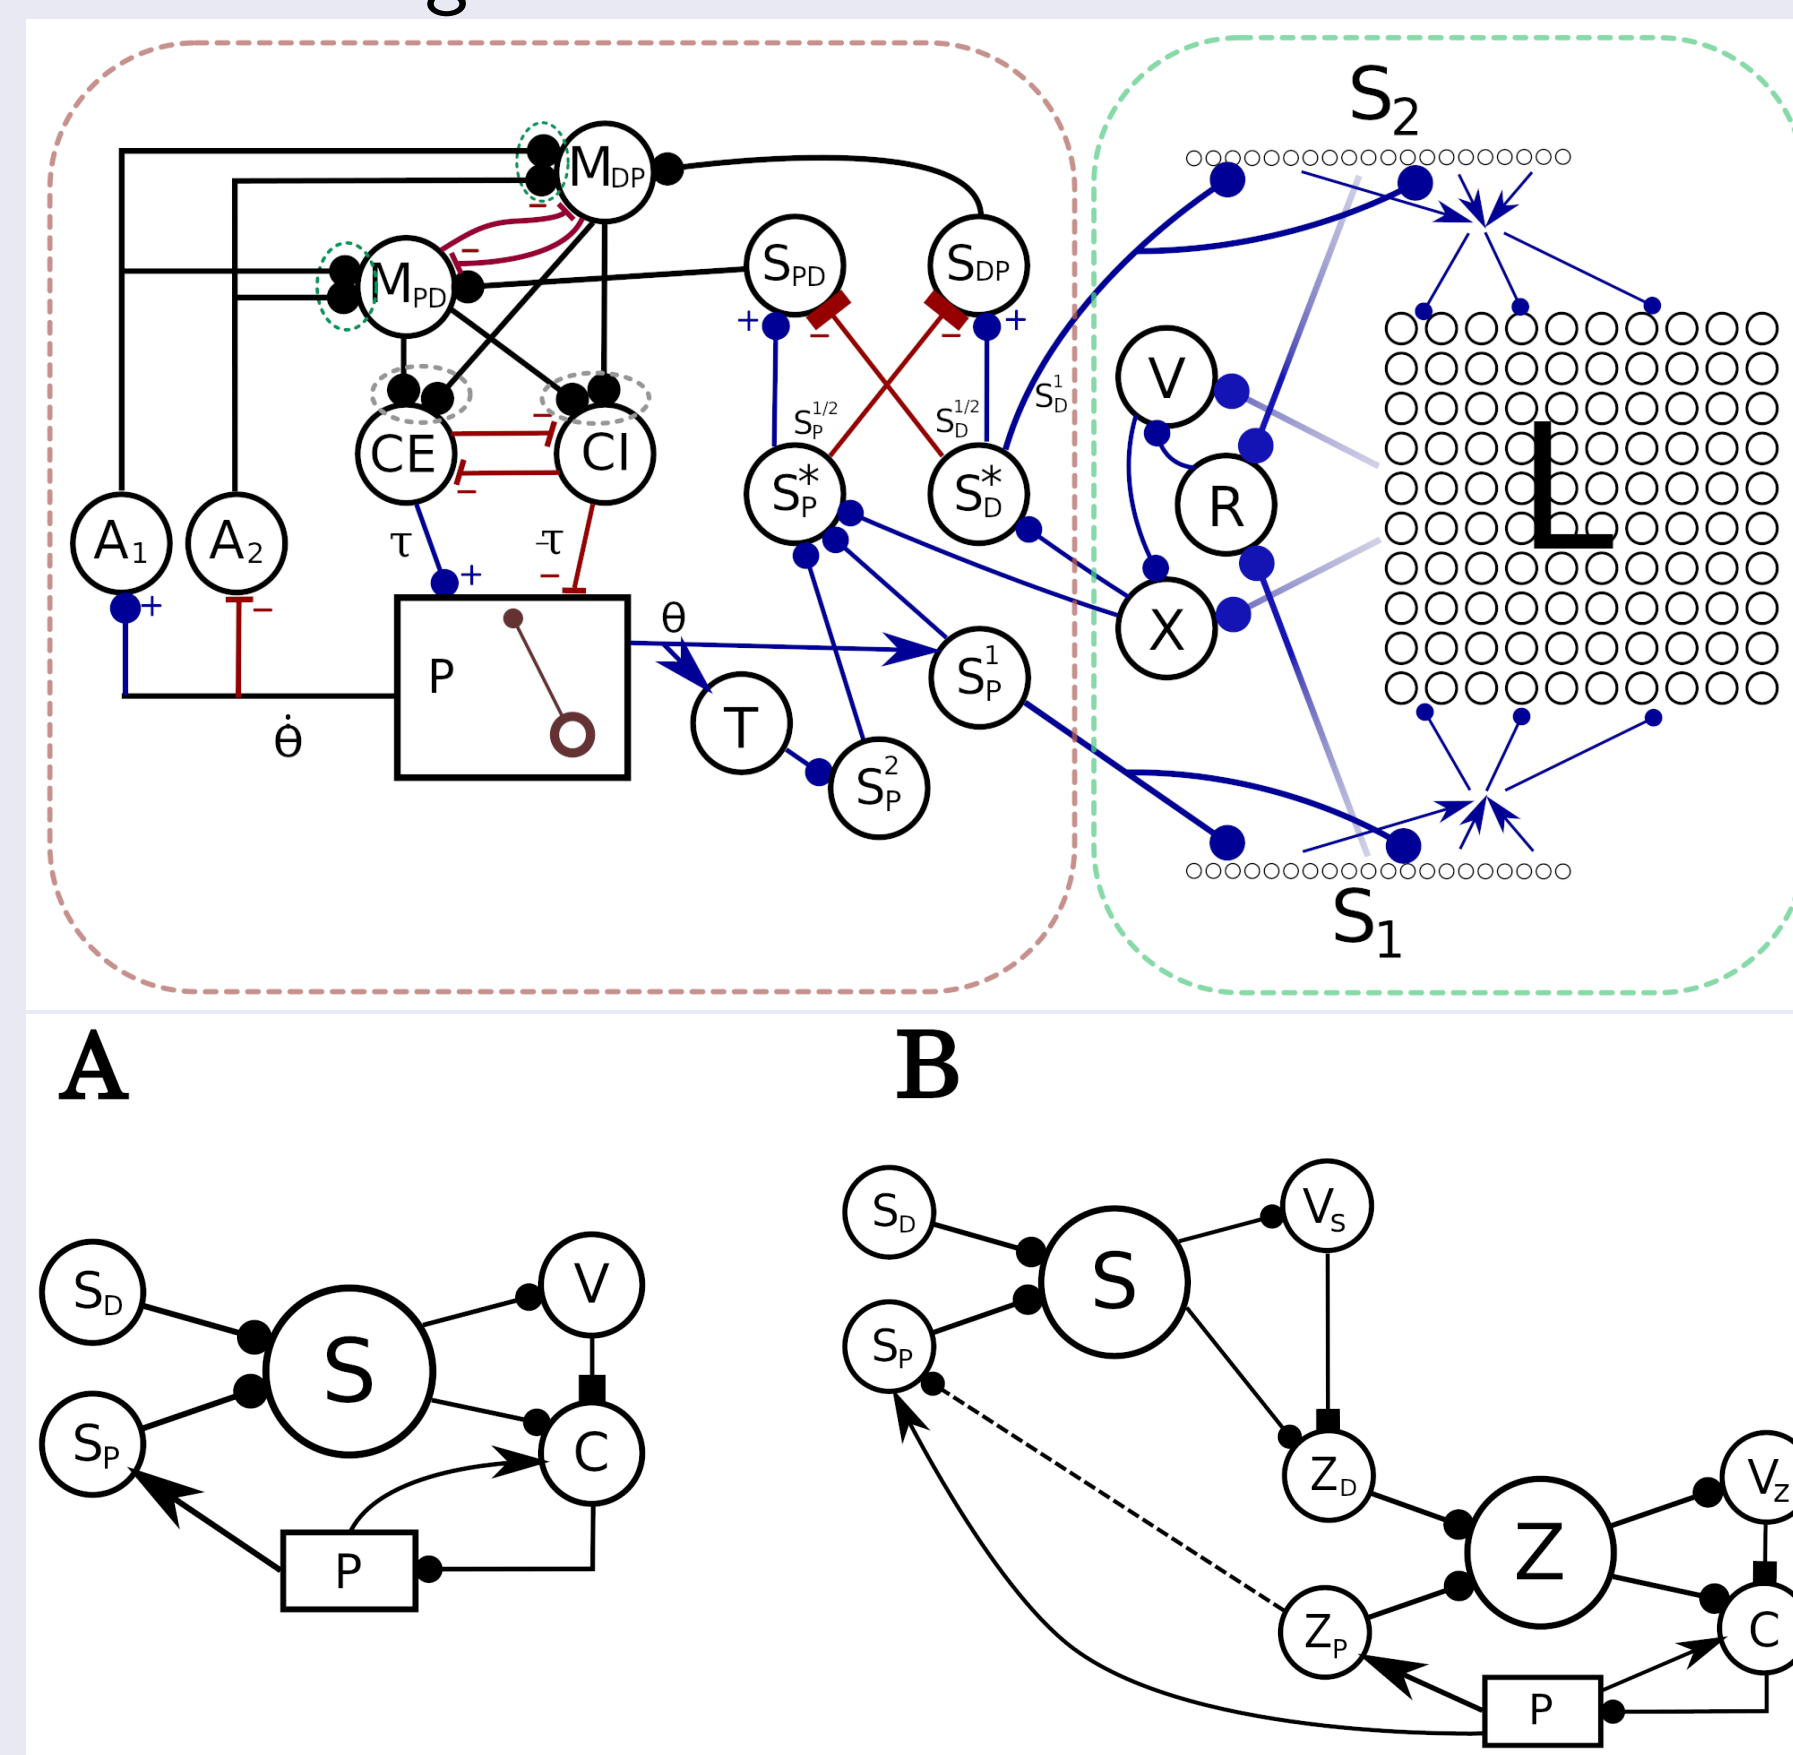 S2
MDP
MPD
SPD
SDP
−
−
+
−
−
+
V
SP1/2
SD1/2
SD1
CE
CI
−
−
SP*
SD*
R
L
A1
A2
τ
-τ
+
−
+
−
θ
X
P
SP1
T
θ̇
SP2
S1
A
B
SD
S
V
SP
C
P
SD
S
VS
SP
ZD
Z
VZ
ZP
C
P